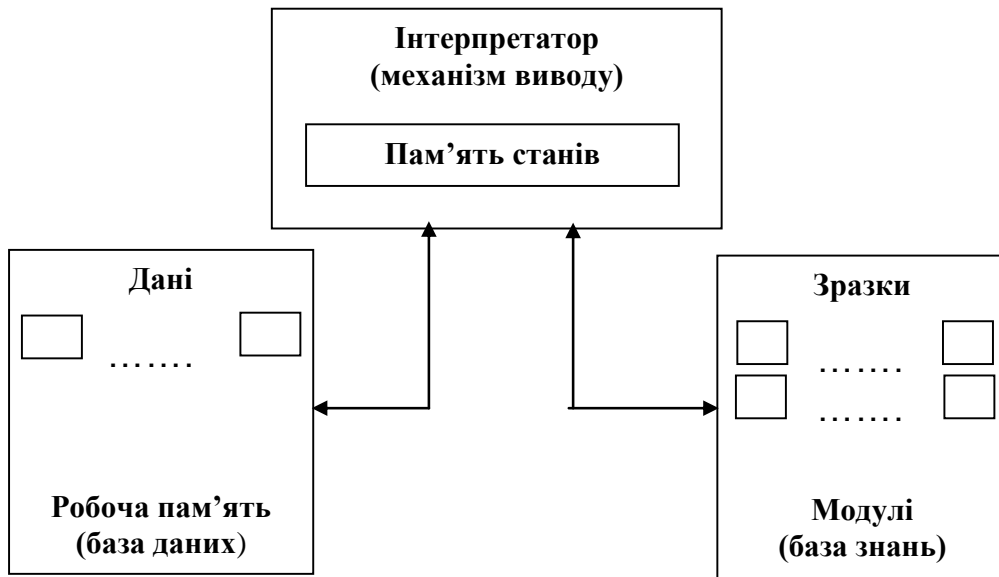 Інтерпретатор
(механізм виводу)
Пам’ять станів
Дані
.......
Робоча пам’ять
(база даних)
Зразки
.......
.......
Модулі
(база знань)